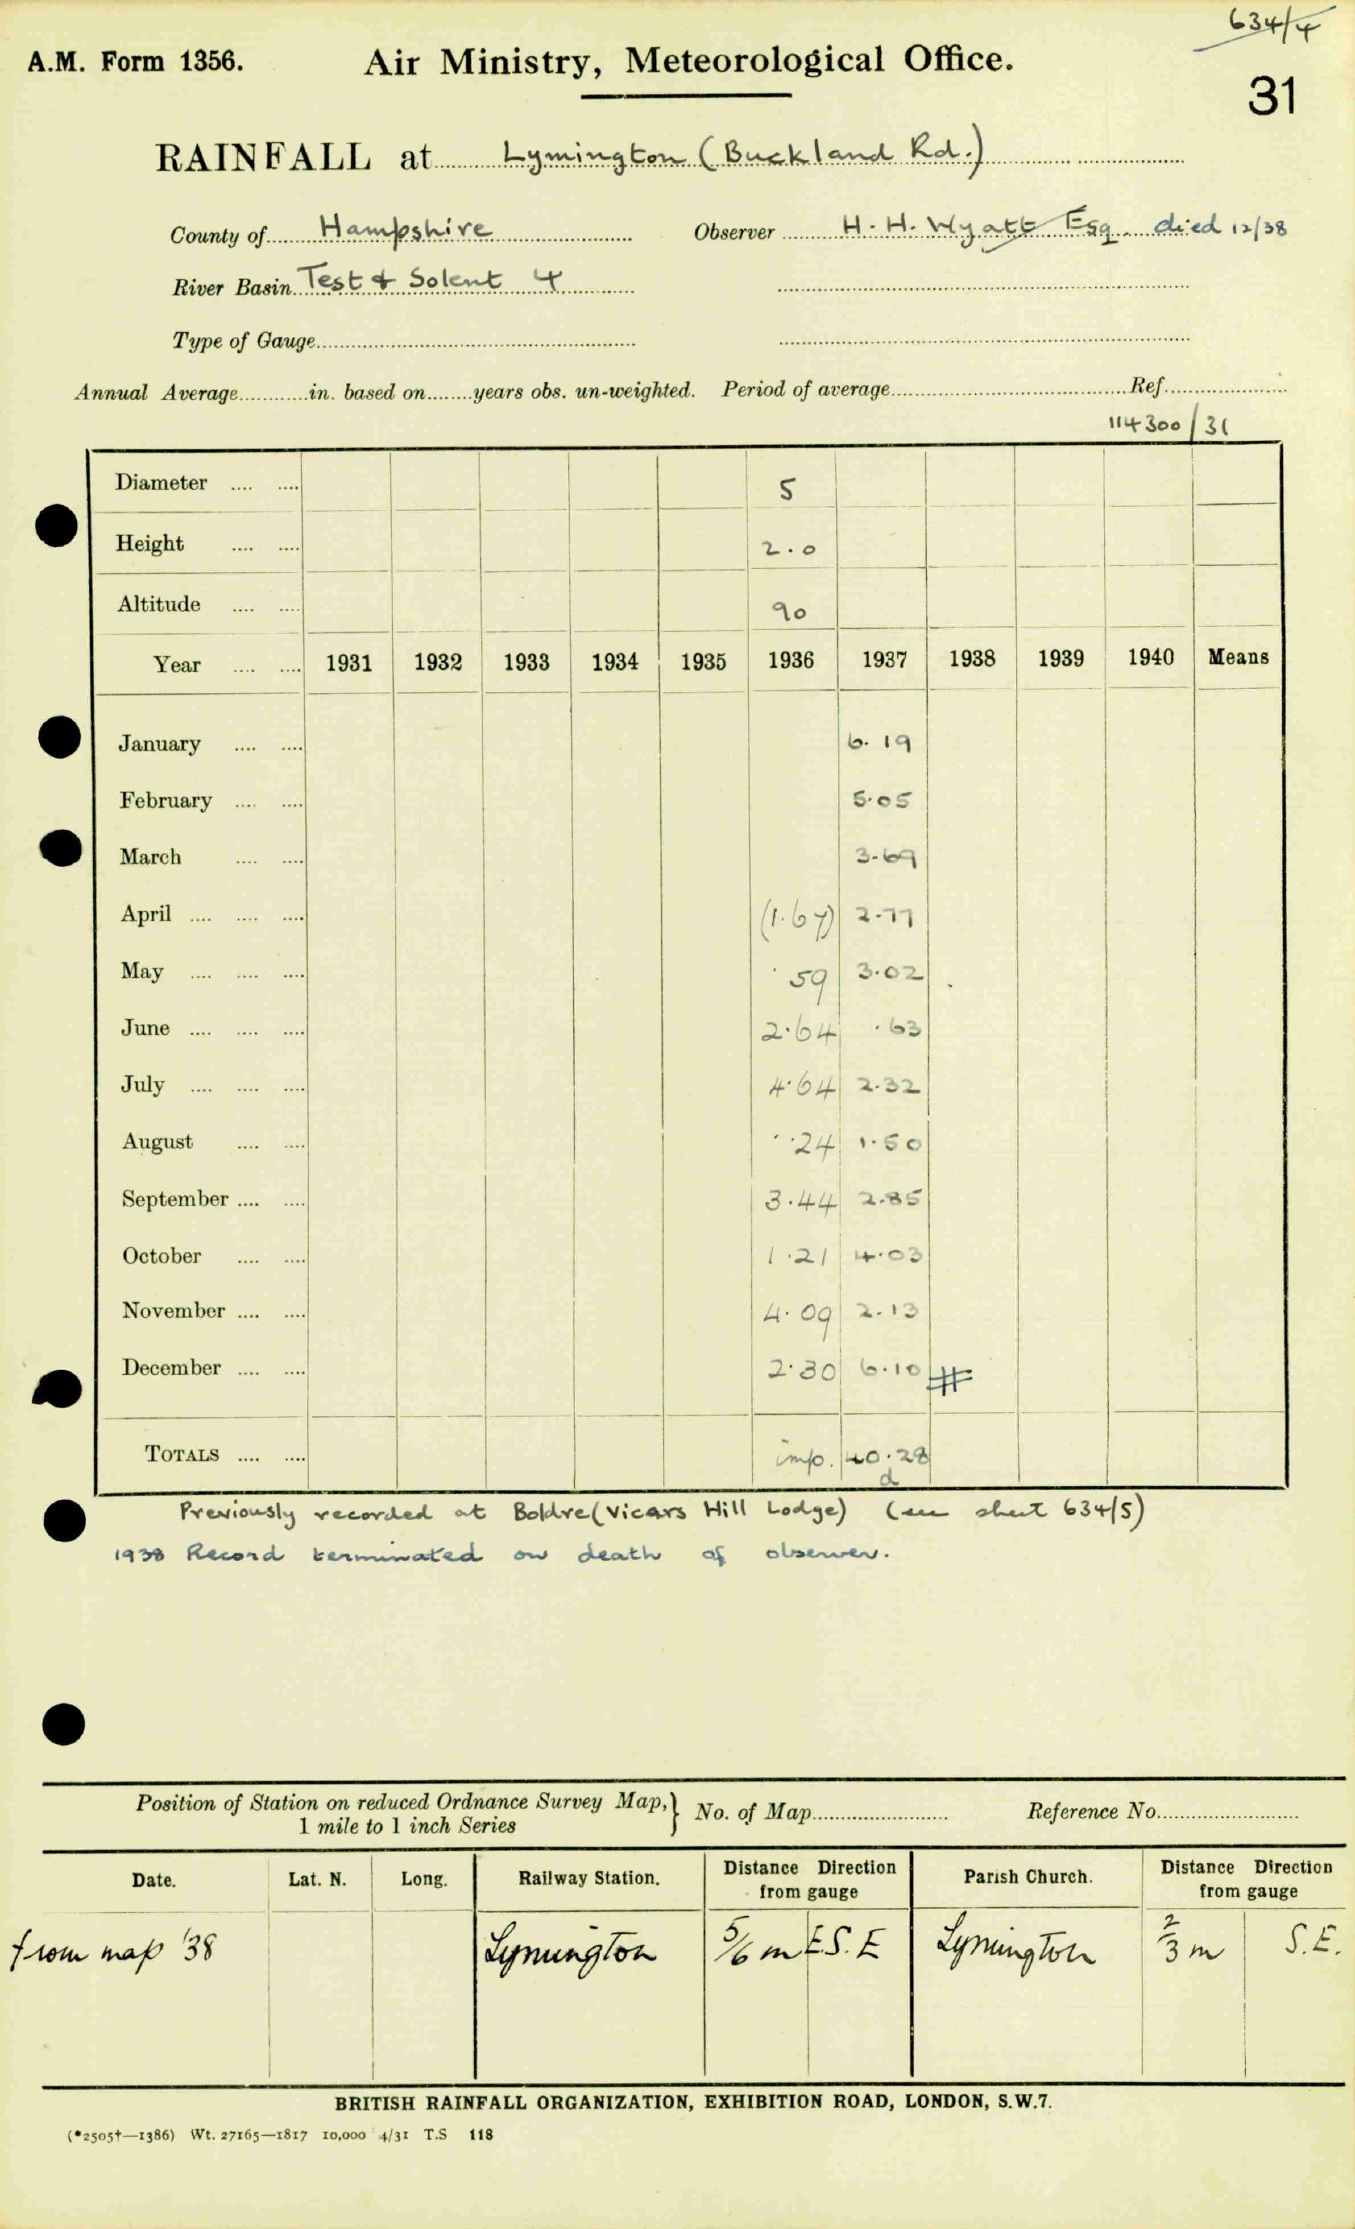 634/4
A.M. Form 1356. Air Ministry, Meteorological Office.
31
RAINFALL at Lymington (Buckland Rd.)
County of Hampshire Observer H. H. Wyatt Esq. died 12/38
River Basin Test & Solent 4
Type of Gauge
Annual Average in. based on years obs. un-weighted. Period of average Ref.
114300/31
Diameter 5
Height 2.0
Altitude 90
Year 1931 1932 1933 1934 1935 1936 1937 1938 1939 1940 Means
January 6.19
February 5.05
March 3.69
April (1.67) 2.77
May .59 3.02
June 2.64 .63
July 4.64 2.32
August .24 1.50
September 3.44 2.85
October 1.21 4.03
November 4.09 2.13
December 2.30 6.10 #
TOTALS imp. 40.28
d
Previously recorded at Boldre (Vicars Hill Lodge) (see sheet 634/5)
1938 Record terminated on death of observer.
Position of Station on reduced Ordnance Survey Map, } No. of Map Reference No.
1 mile to 1 inch Series
Date. Lat. N. Long. Railway Station. Distance Direction from gauge Parish Church. Distance Direction from gauge
from map '38 Lymington 5/6 m E.S.E Lymington 2/3 m S.E.
BRITISH RAINFALL ORGANIZATION, EXHIBITION ROAD, LONDON, S.W.7.
(*2505†—1386) Wt. 27165—1817 10,000 4/31 T.S 118